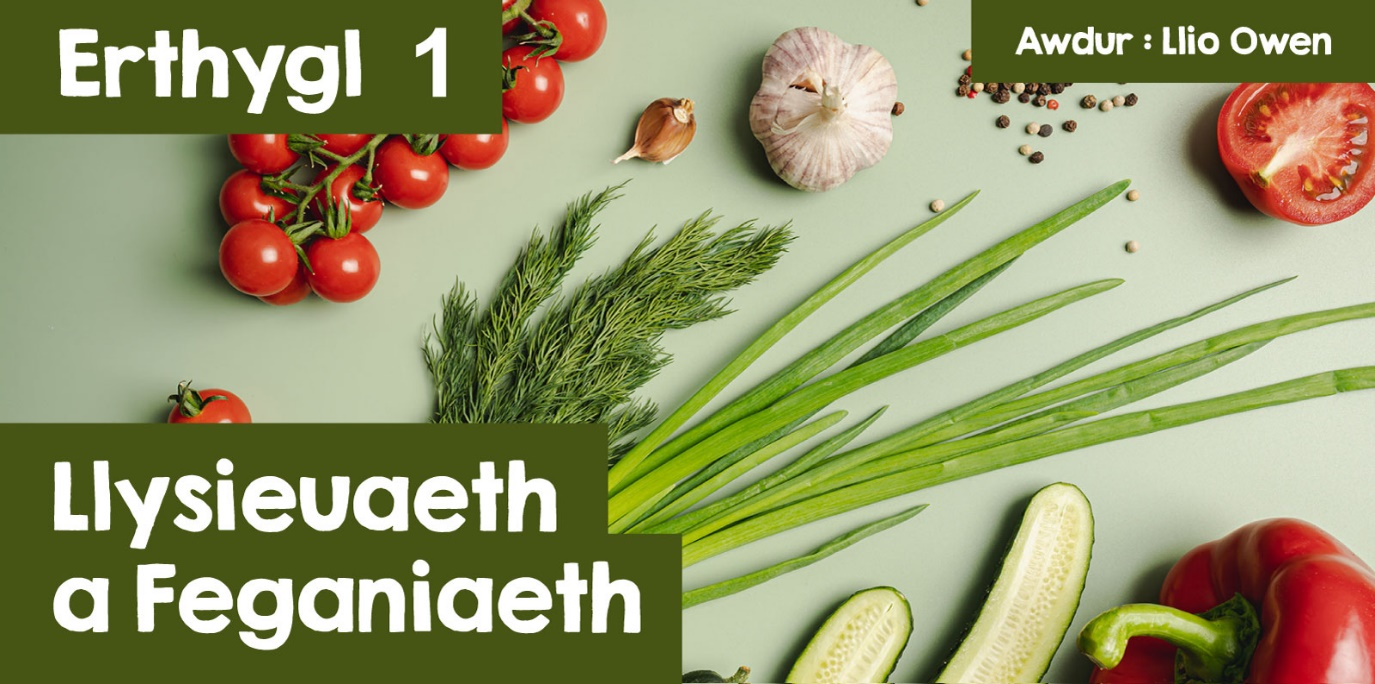 Erthygl 1
Awdur : Llio Owen
Llysieuaeth
a Feganiaeth